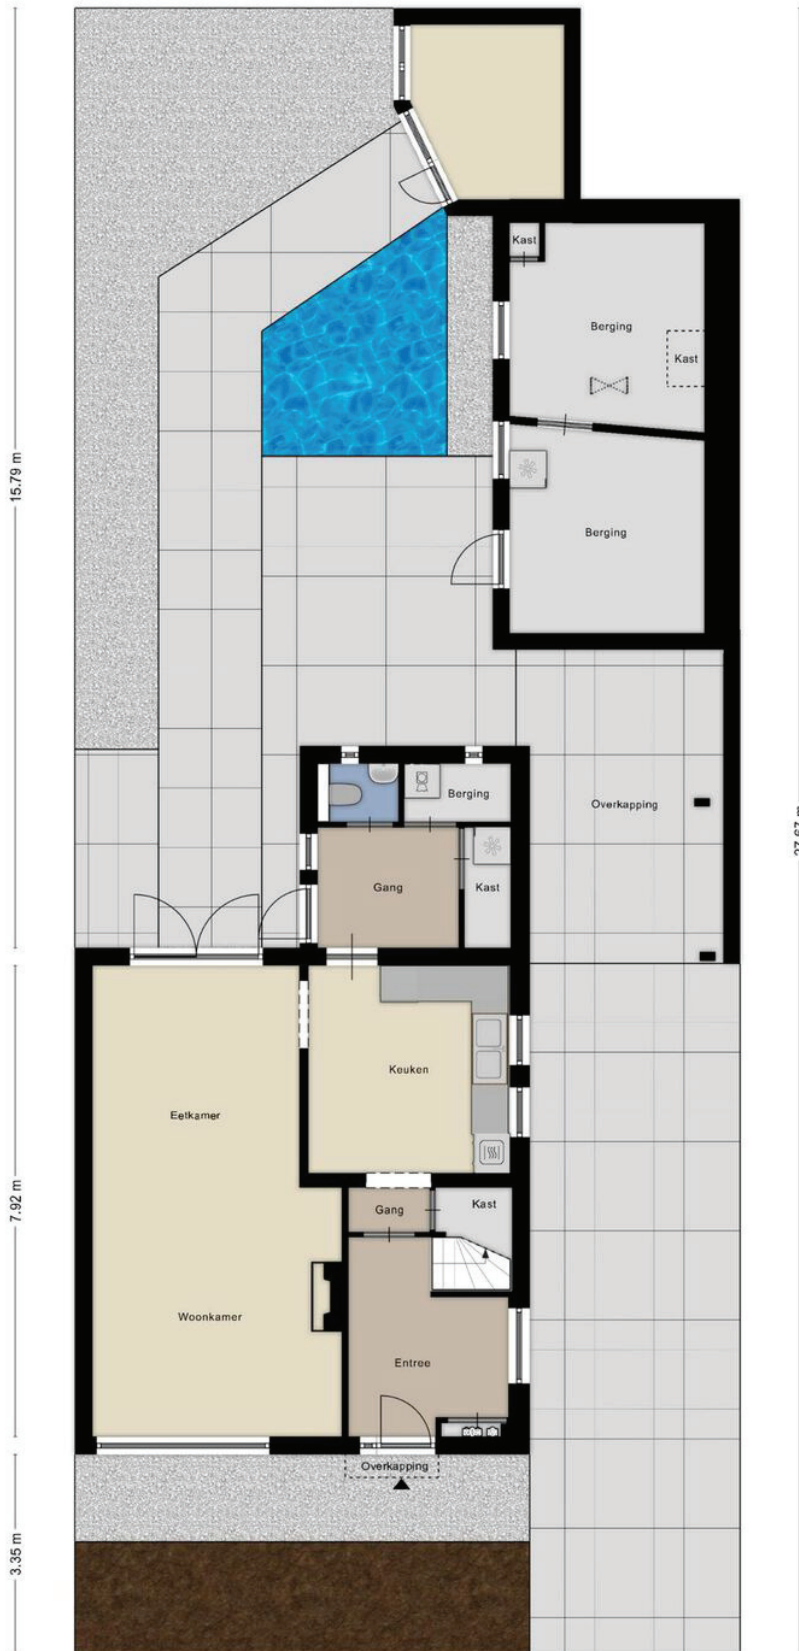 Kast
Berging
Kast
15.79 m
Berging
Overkapping
Berging
Gang
Kast
Keuken
Eetkamer
7.92 m
Gang
Kast
Woonkamer
Entree
Overkapping
3.35 m